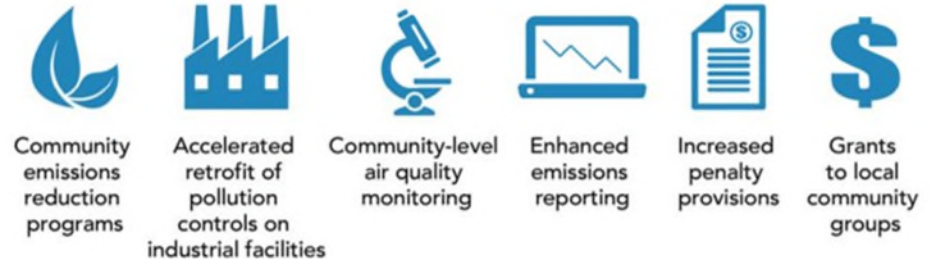 $
$
Community
emissions
reduction
programs
Accelerated
retrofit of
pollution
controls on
industrial facilities
Community-level
air quality
monitoring
Enhanced
emissions
reporting
Increased
penalty
provisions
Grants
to local
community
groups